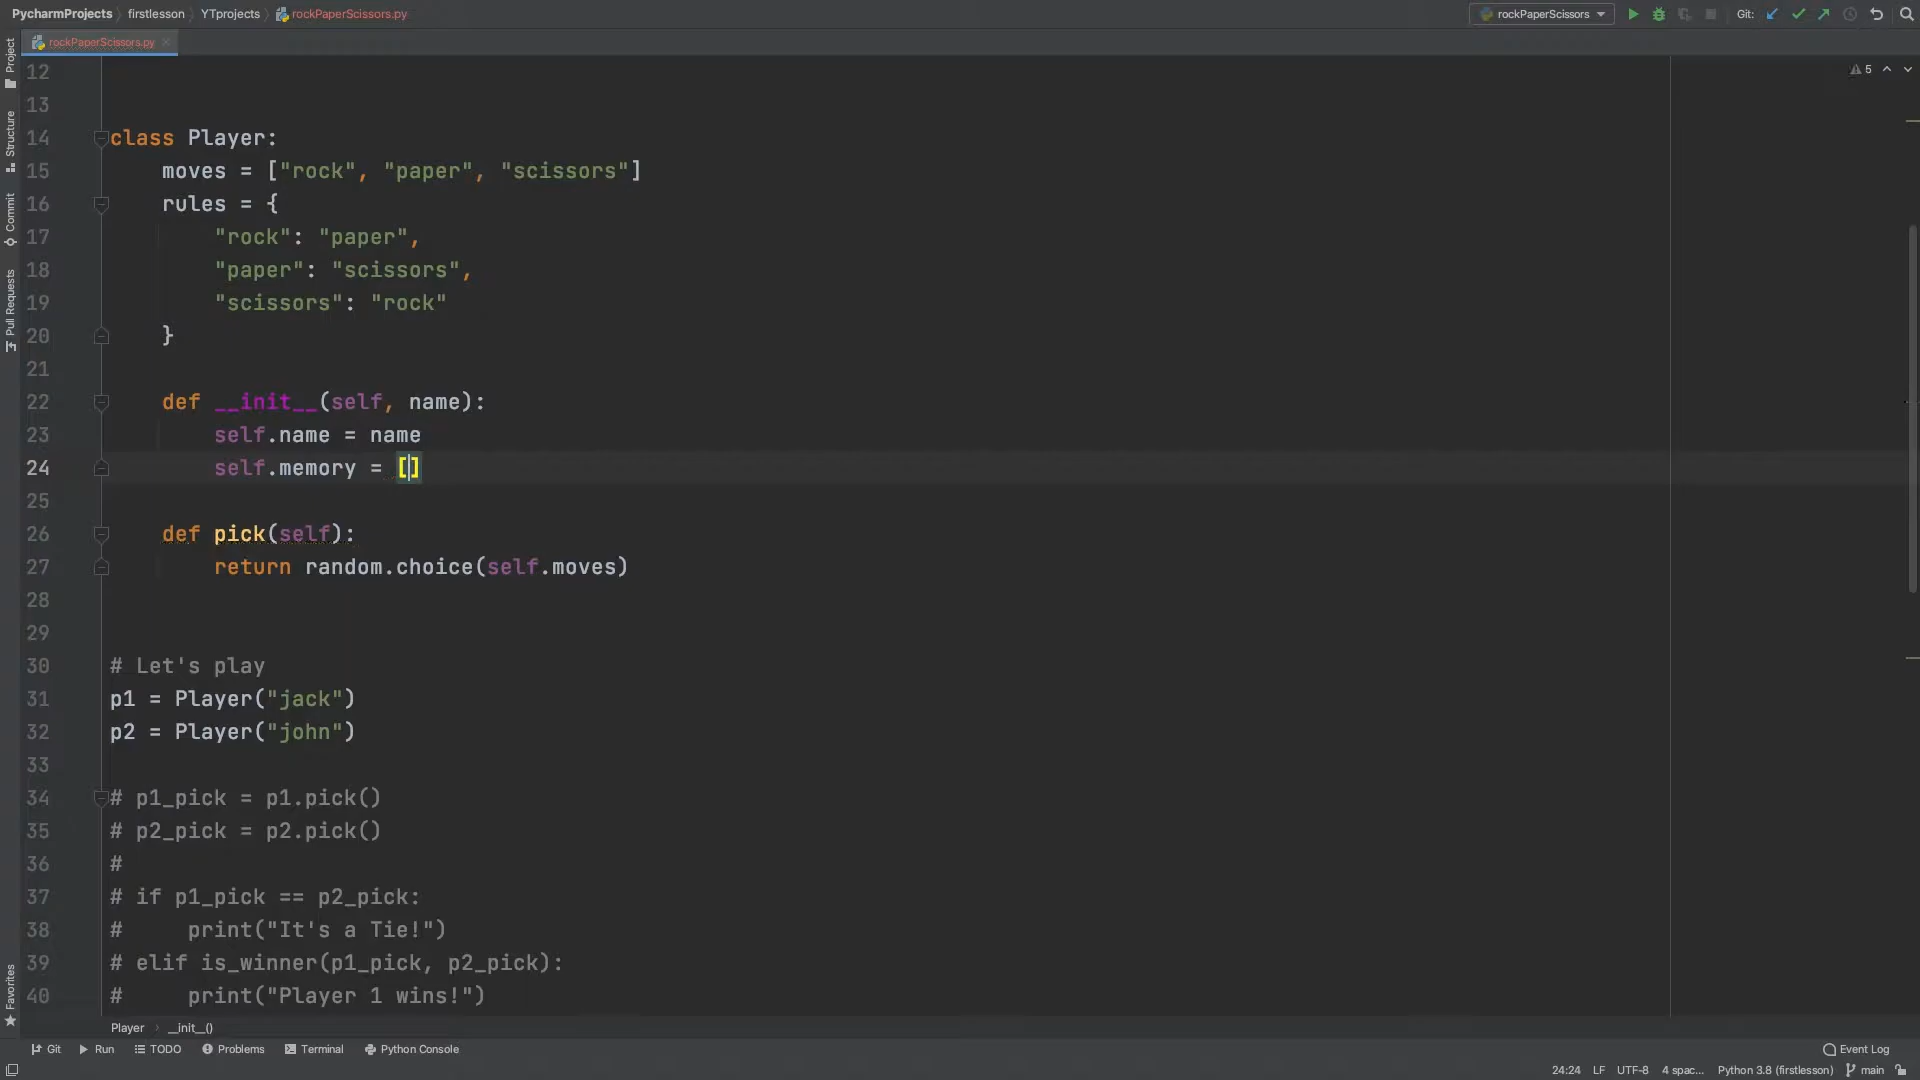 PycharmProjects firstlesson YTprojects rockPaperScissors.py
rockPaperScissors Git:
rockPaperScissors.py
5
Project
Structure
Commit
Pull Requests
Favorites
12
13
14 class Player:
15 moves = ["rock", "paper", "scissors"]
16 rules = {
17 "rock": "paper",
18 "paper": "scissors",
19 "scissors": "rock"
20 }
21
22 def __init__(self, name):
23 self.name = name
24 self.memory = []
25
26 def pick(self):
27 return random.choice(self.moves)
28
29
30 # Let's play
31 p1 = Player("jack")
32 p2 = Player("john")
33
34 # p1_pick = p1.pick()
35 # p2_pick = p2.pick()
36 #
37 # if p1_pick == p2_pick:
38 # print("It's a Tie!")
39 # elif is_winner(p1_pick, p2_pick):
40 # print("Player 1 wins!")
Player __init__()
Git Run TODO Problems Terminal Python Console Event Log
24:24 LF UTF-8 4 spac... Python 3.8 (firstlesson) main